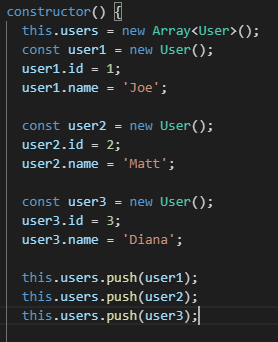 constructor() {
this.users = new Array<User>();
const user1 = new User();
user1.id = 1;
user1.name = 'Joe';
const user2 = new User();
user2.id = 2;
user2.name = 'Matt';
const user3 = new User();
user3.id = 3;
user3.name = 'Diana';
this.users.push(user1);
this.users.push(user2);
this.users.push(user3);